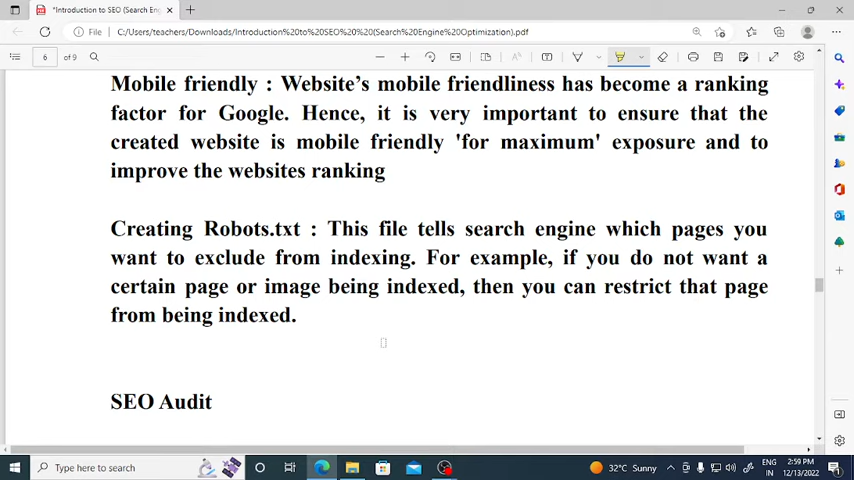 *Introduction to SEO (Search Eng
File
C:/Users/teachers/Downloads/Introduction%20to%20SEO%20%20(Search%20Engine%20Optimization).pdf
6 of 9
Mobile friendly : Website's mobile friendliness has become a ranking
factor for Google. Hence, it is very important to ensure that the
created website is mobile friendly 'for maximum' exposure and to
improve the websites ranking
Creating Robots.txt : This file tells search engine which pages you
want to exclude from indexing. For example, if you do not want a
certain page or image being indexed, then you can restrict that page
from being indexed.
SEO Audit
Type here to search
32°C Sunny
ENG
IN
2:59 PM
12/13/2022